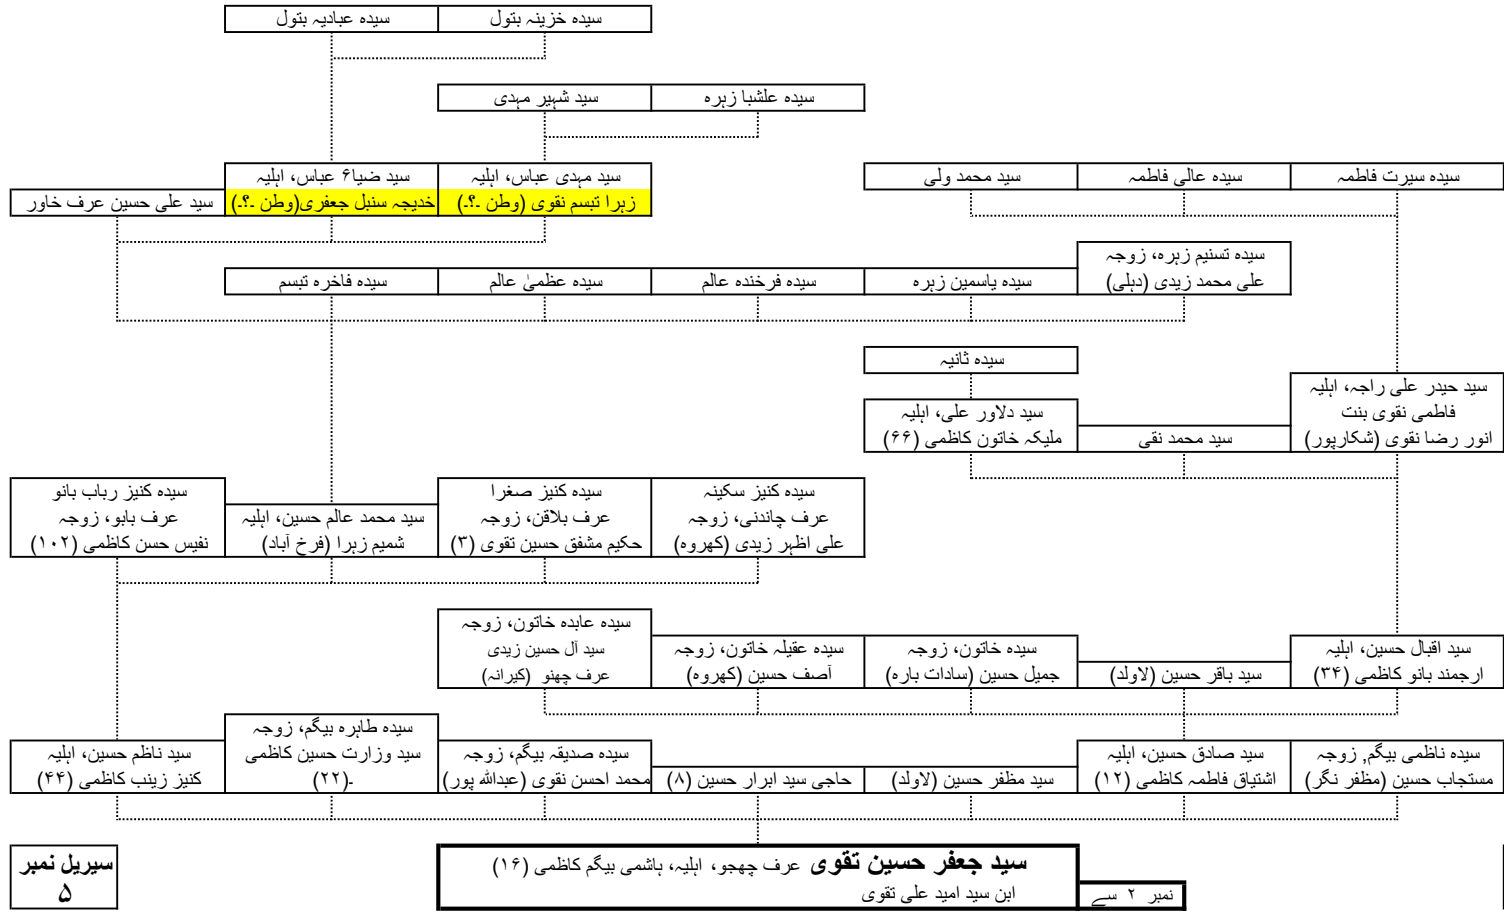 سیدہ خزینہ بتول
سیدہ عبادیہ بتول
سیدہ علشبا زہرہ
سید شہیر مہدی
سیدہ سیرت فاطمہ
سیدہ عالی فاطمہ
سید محمد ولی
سید مہدی عباس، اہلیہ
زہرا تبسم نقوی (وطن ۔؟۔)
سید ضیا۶ عباس، اہلیہ
خدیجہ سنبل جعفری(وطن ۔؟۔)
سید علی حسین عرف خاور
سیدہ تسنیم زہرہ، زوجہ
علی محمد زیدی (دہلی)
سیدہ یاسمین زہرہ
سیدہ فرخندہ عالم
سیدہ عظمیٰ عالم
سیدہ فاخرہ تبسم
سیدہ ثانیہ
سید حیدر علی راجہ، اہلیہ
فاطمی نقوی بنت
انور رضا نقوی (شکارپور)
سید محمد نقی
سید دلاور علی، اہلیہ
ملیکہ خاتون کاظمی (۶۶)
سیدہ کنیز سکینہ
عرف چاندنی، زوجہ
علی اظہر زیدی (کھروہ)
سیدہ کنیز صغرا
عرف بلاقن، زوجہ
حکیم مشفق حسین تقوی (۳)
سید محمد عالم حسین، اہلیہ
شمیم زہرا (فرخ آباد)
سیدہ کنیز رباب بانو
عرف بابو، زوجہ
نفیس حسن کاظمی (۱۰۲)
سید اقبال حسین، اہلیہ
ارجمند بانو کاظمی (۳۴)
سید باقر حسین (لاولد)
سیدہ خاتون، زوجہ
جمیل حسین (سادات بارہ)
سیدہ عقیلہ خاتون، زوجہ
آصف حسین (کھروہ)
سیدہ عابدہ خاتون، زوجہ
سید آل حسین زیدی
عرف چھنو (کیرانہ)
سیدہ ناظمی بیگم, زوجہ
مستجاب حسین (مظفر نگر)
سید صادق حسین، اہلیہ
اشتیاق فاطمہ کاظمی (۱۲)
سید مظفر حسین (لاولد)
حاجی سید ابرار حسین (۸)
سیدہ صدیقہ بیگم، زوجہ
محمد احسن نقوی (عبداللہ پور)
سیدہ طاہرہ بیگم، زوجہ
سید وزارت حسین کاظمی
۔(۲۲)
سید ناظم حسین، اہلیہ
کنیز زینب کاظمی (۴۴)
نمبر ۲ سے
سید جعفر حسین تقوی عرف چھجو، اہلیہ، ہاشمی بیگم کاظمی (۱۶)
ابن سید امید علی تقوی
سیریل نمبر
۵